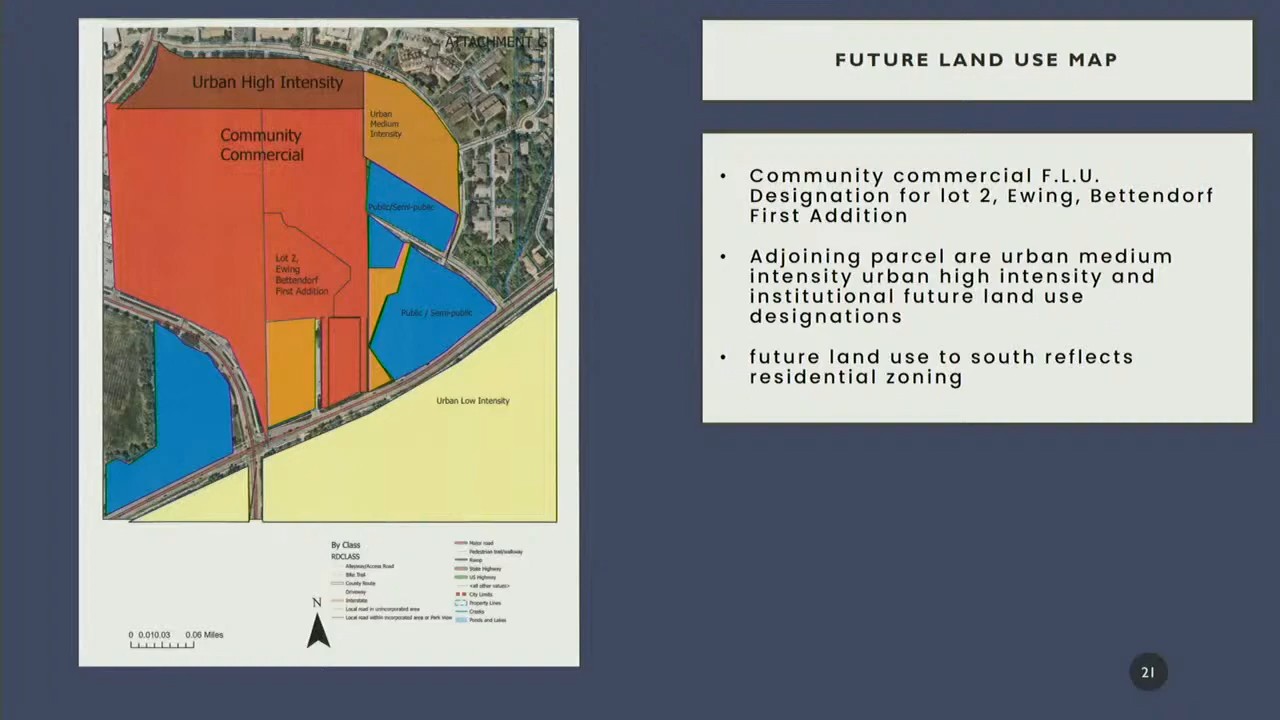 ATTACHMENT G
Urban High Intensity
Community
Commercial
Urban
Medium
Intensity
Public/Semi-public
Lot 2,
Ewing
Bettendorf
First Addition
Public / Semi-public
Urban Low Intensity
By Class
RDCLASS
Alleyway/Access Road
Bike Trail
County Route
Driveway
Interstate
Local road in unincorporated area
Local road within incorporated area or Park View
Major road
Pedestrian trail/walkway
Ramp
State Highway
US Highway
<all other values>
City Limits
Property Lines
Creeks
Ponds and Lakes
N
0 0.010.03 0.06 Miles
FUTURE LAND USE MAP
• Community commercial F.L.U.
Designation for lot 2, Ewing, Bettendorf
First Addition
• Adjoining parcel are urban medium
intensity urban high intensity and
institutional future land use
designations
• future land use to south reflects
residential zoning
21